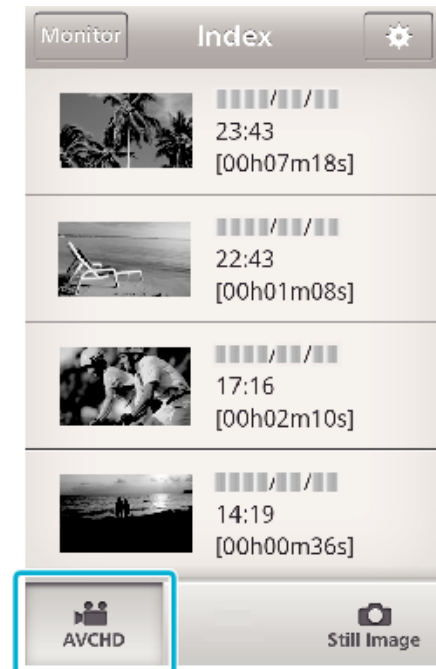 Monitor Index
23:43
[00h07m18s]
22:43
[00h01m08s]
17:16
[00h02m10s]
14:19
[00h00m36s]
AVCHD Still Image